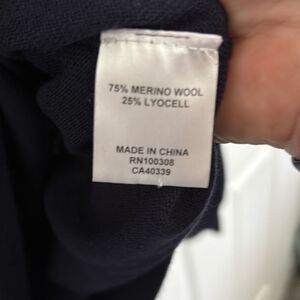 75% MERINO WOOL
25% LYOCELL
MADE IN CHINA
RN100308
CA40339